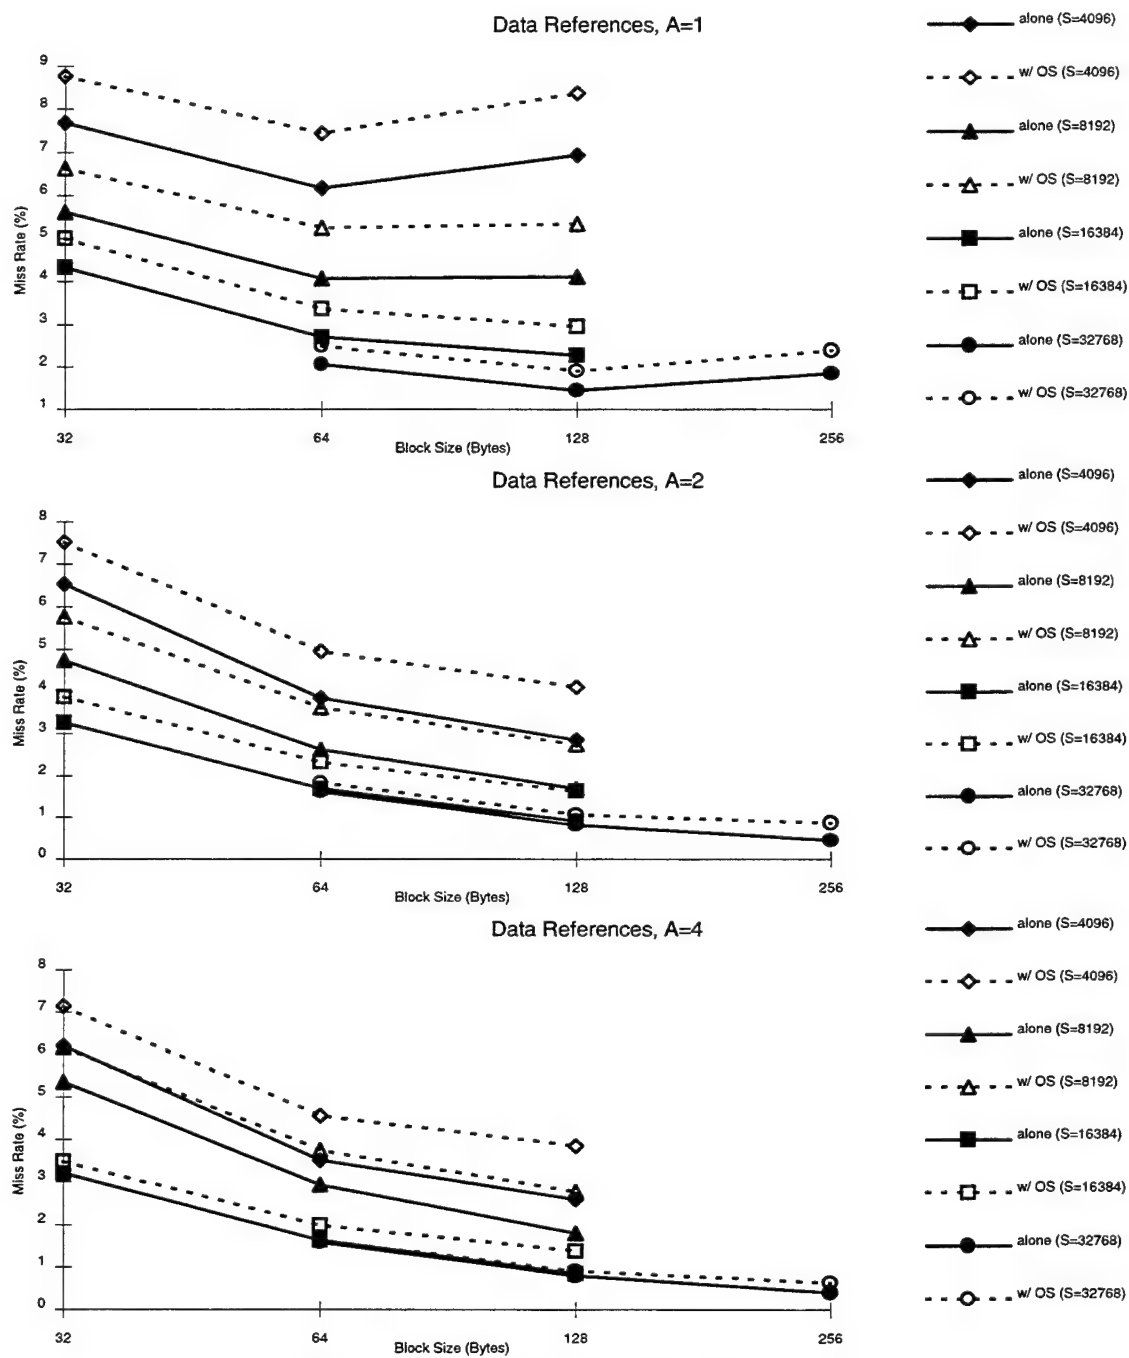 Data References, A=1
Miss Rate (%)
9
8
7
6
5
4
3
2
1
32 64 128 256
Block Size (Bytes)
alone (S=4096)
w/ OS (S=4096)
alone (S=8192)
w/ OS (S=8192)
alone (S=16384)
w/ OS (S=16384)
alone (S=32768)
w/ OS (S=32768)
Data References, A=2
Miss Rate (%)
8
7
6
5
4
3
2
1
0
32 64 128 256
Block Size (Bytes)
alone (S=4096)
w/ OS (S=4096)
alone (S=8192)
w/ OS (S=8192)
alone (S=16384)
w/ OS (S=16384)
alone (S=32768)
w/ OS (S=32768)
Data References, A=4
Miss Rate (%)
8
7
6
5
4
3
2
1
0
32 64 128 256
Block Size (Bytes)
alone (S=4096)
w/ OS (S=4096)
alone (S=8192)
w/ OS (S=8192)
alone (S=16384)
w/ OS (S=16384)
alone (S=32768)
w/ OS (S=32768)